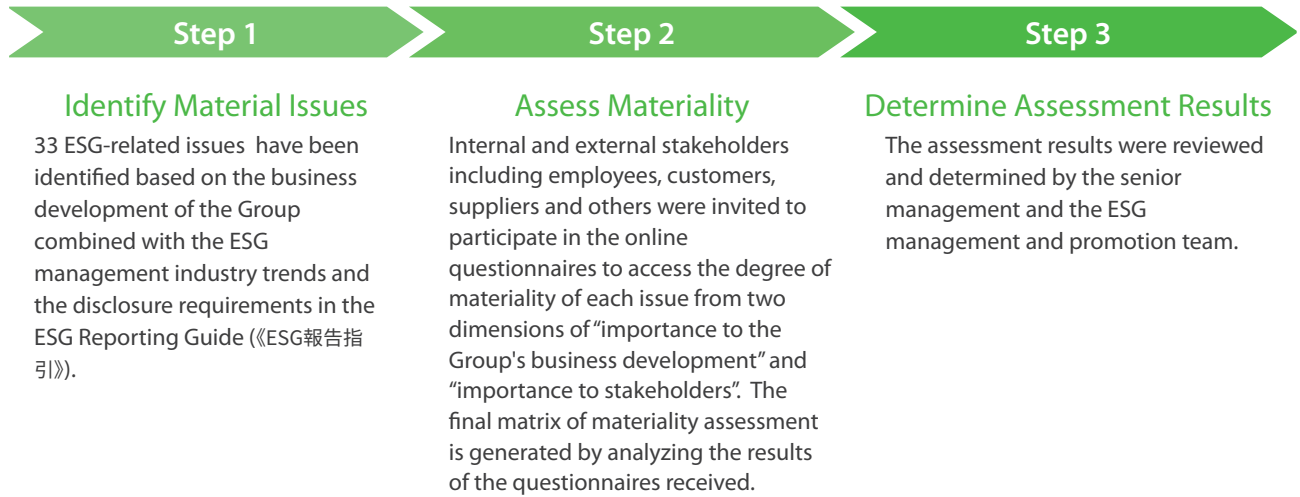 Step 1
Step 2
Step 3
Identify Material Issues
33 ESG-related issues have been
identified based on the business
development of the Group
combined with the ESG
management industry trends and
the disclosure requirements in the
ESG Reporting Guide (《ESG報告指
引》).
Assess Materiality
Internal and external stakeholders
including employees, customers,
suppliers and others were invited to
participate in the online
questionnaires to access the degree of
materiality of each issue from two
dimensions of “importance to the
Group's business development” and
“importance to stakeholders”. The
final matrix of materiality assessment
is generated by analyzing the results
of the questionnaires received.
Determine Assessment Results
The assessment results were reviewed
and determined by the senior
management and the ESG
management and promotion team.